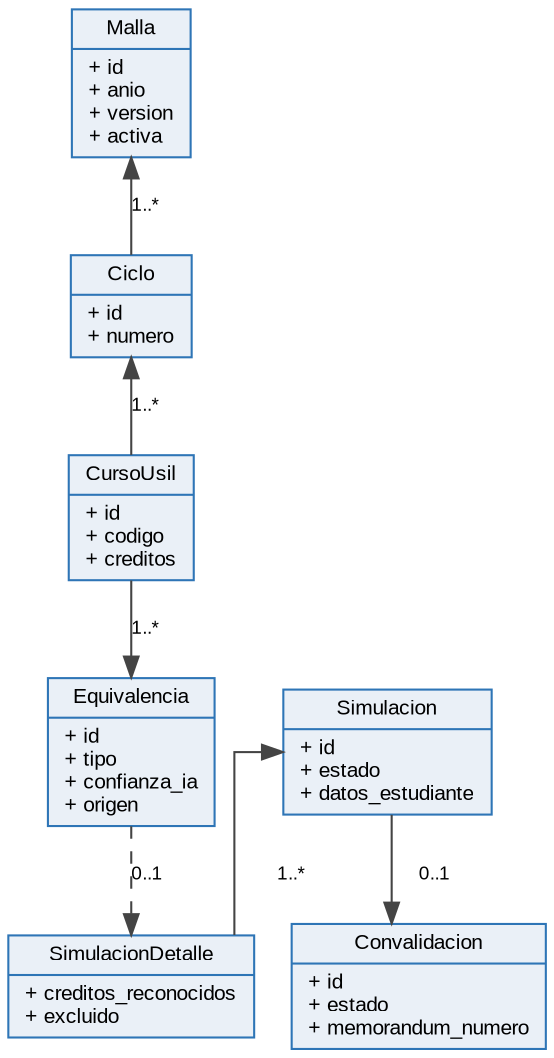 Malla
+ id
+ anio
+ version
+ activa
1..*
Ciclo
+ id
+ numero
1..*
CursoUsil
+ id
+ codigo
+ creditos
1..*
Equivalencia
+ id
+ tipo
+ confianza_ia
+ origen
Simulacion
+ id
+ estado
+ datos_estudiante
0..1
1..*
0..1
SimulacionDetalle
+ creditos_reconocidos
+ excluido
Convalidacion
+ id
+ estado
+ memorandum_numero